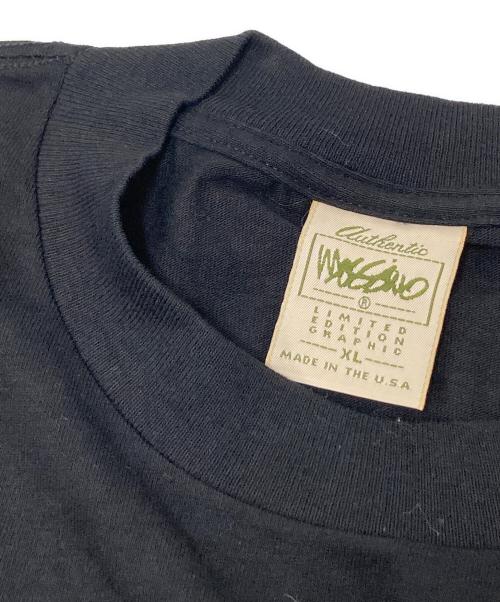 Authentic
Mossimo
®
LIMITED
EDITION
GRAPHIC
XL
MADE IN THE U.S.A